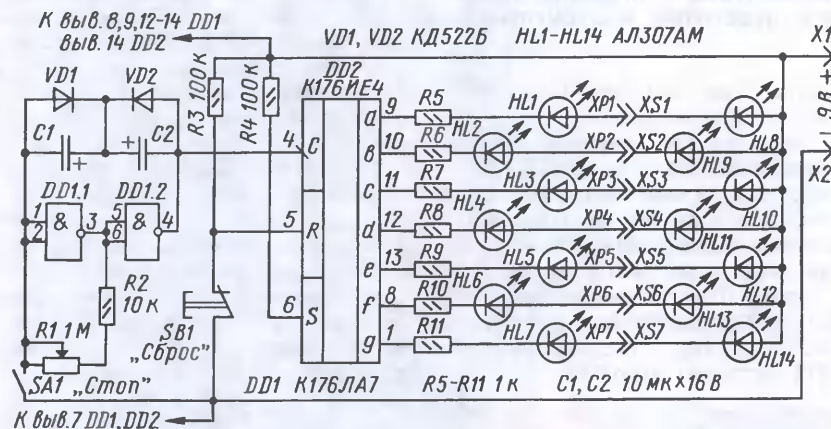 К выв. 8,9,12-14 DD1
выв. 14 DD2
VD1, VD2 КД522Б HL1-HL14 АЛ307АМ
X1
VD1 VD2
R3 100к
R4 100к
DD2
К176ИЕ4
+
9 В
–
X2
C1 + + C2
4 C
5 R
6 S
a 9 R5 HL1 XP1 XS1 HL8
в 10 R6 HL2 XP2 XS2 HL9
c 11 R7 HL3 XP3 XS3 HL10
d 12 R8 HL4 XP4 XS4 HL11
e 13 R9 HL5 XP5 XS5 HL12
f 8 R10 HL6 XP6 XS6 HL13
g 1 R11 HL7 XP7 XS7 HL14
DD1.1 DD1.2
1 & 3 5 & 4
2 6
R2
10 к
R1 1 М
SB1
„Сброс"
SA1 „Стоп"
DD1 К176ЛА7 R5-R11 1 к C1, C2 10 мк×16 В
К выв.7 DD1, DD2